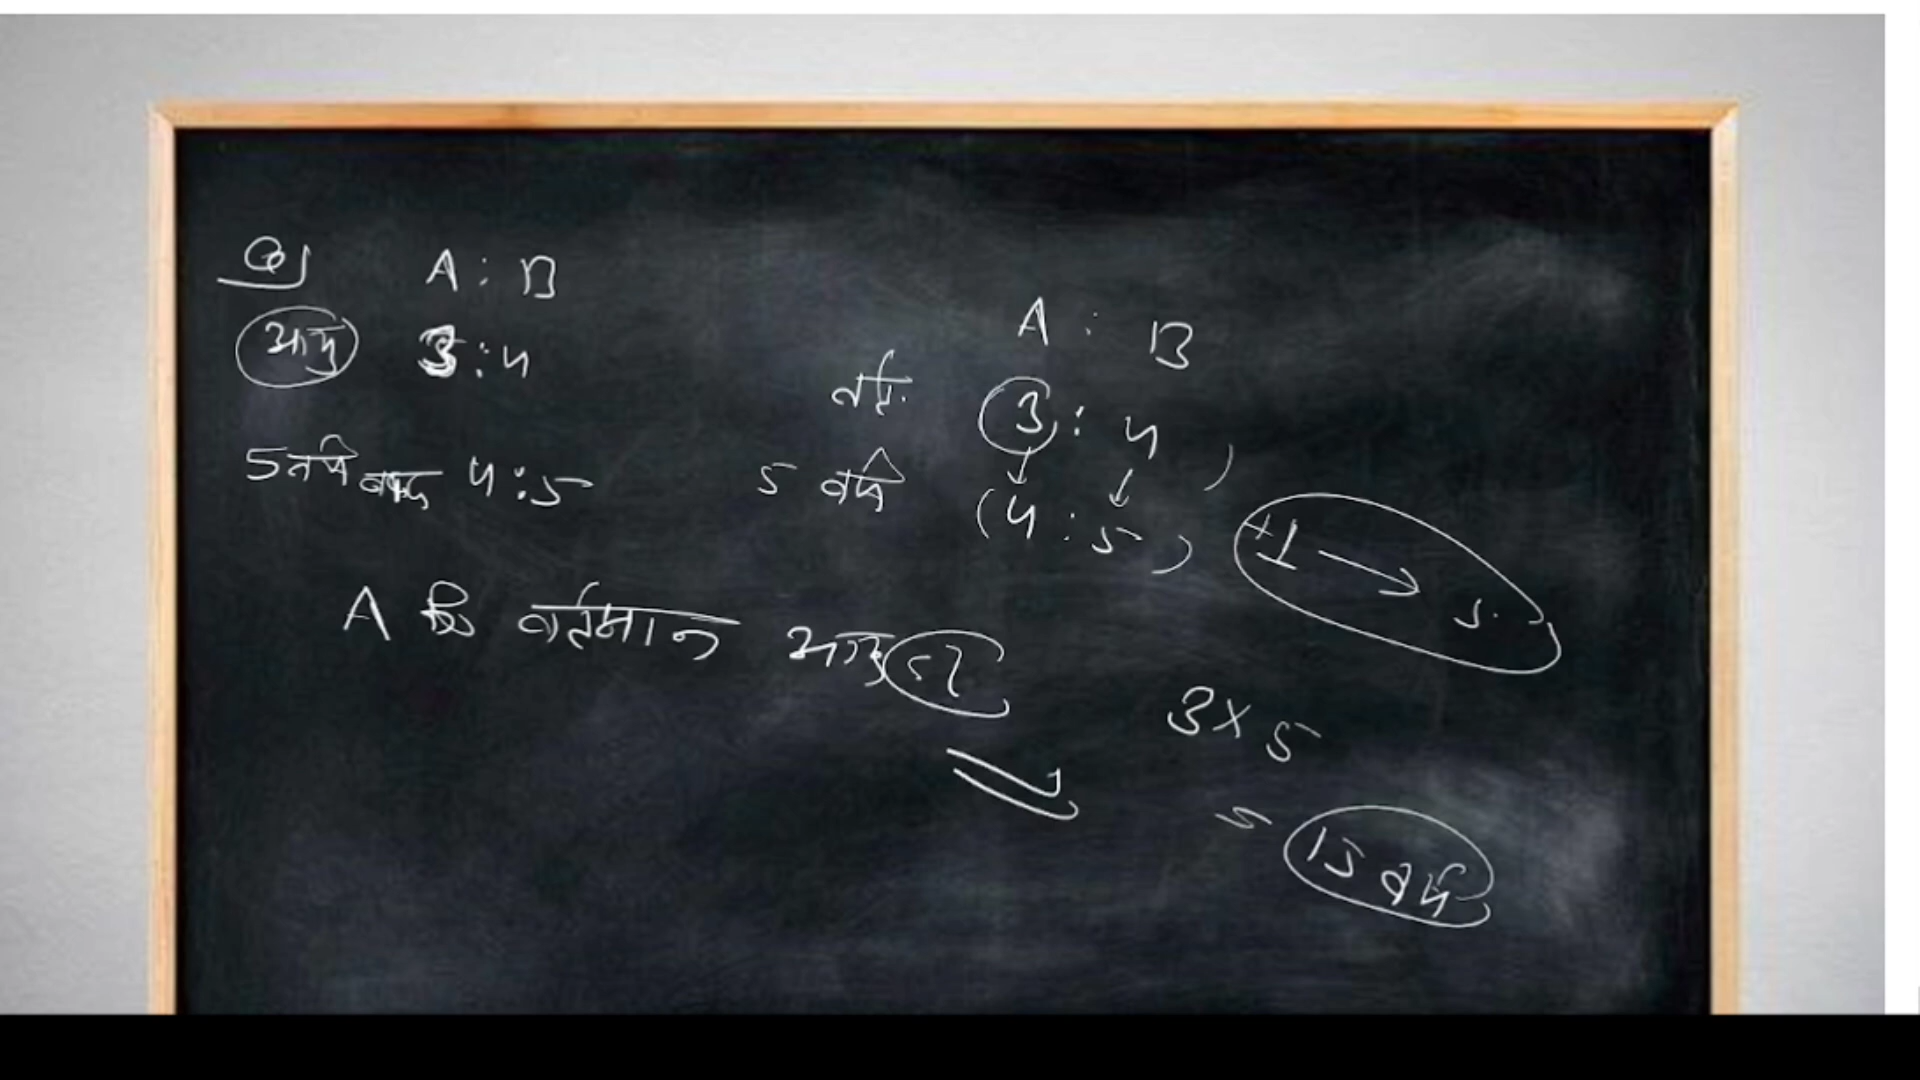 Q
A : B
आयु 3 : 4
5 वर्ष बाद 4 : 5
A कि वर्तमान आयु
A : B
वर्त. 3 : 4
5 वर्ष (4 : 5)
+1 → 5.
3 × 5
= 15 वर्ष